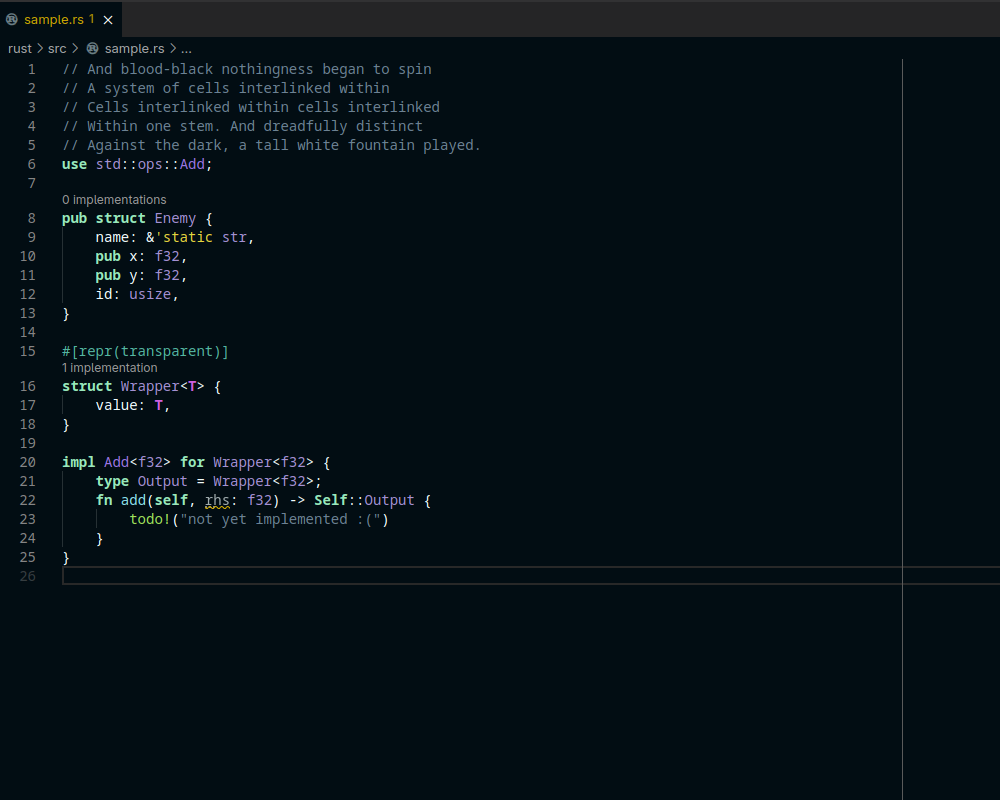 sample.rs 1 ×
rust > src > sample.rs > ...
1 // And blood-black nothingness began to spin
2 // A system of cells interlinked within
3 // Cells interlinked within cells interlinked
4 // Within one stem. And dreadfully distinct
5 // Against the dark, a tall white fountain played.
6 use std::ops::Add;
7
0 implementations
8 pub struct Enemy {
9     name: &'static str,
10     pub x: f32,
11     pub y: f32,
12     id: usize,
13 }
14
15 #[repr(transparent)]
1 implementation
16 struct Wrapper<T> {
17     value: T,
18 }
19
20 impl Add<f32> for Wrapper<f32> {
21     type Output = Wrapper<f32>;
22     fn add(self, rhs: f32) -> Self::Output {
23         todo!("not yet implemented :(")
24     }
25 }
26